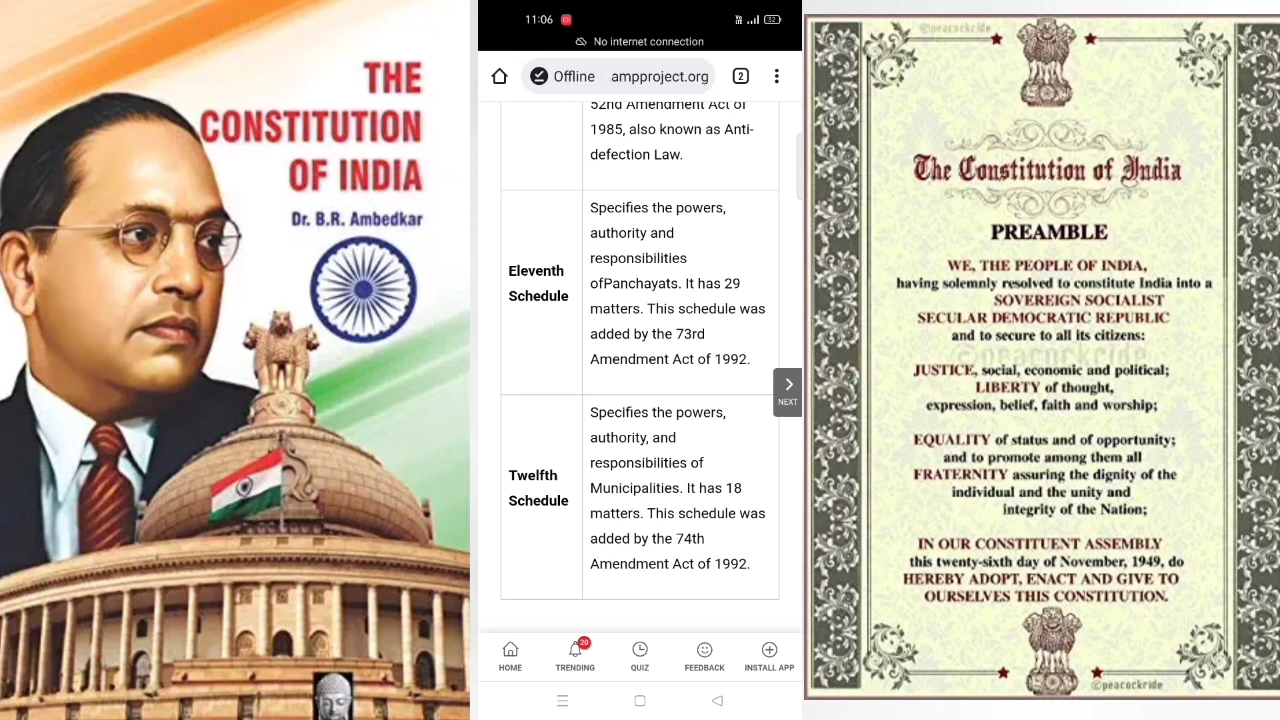 THE
CONSTITUTION
OF INDIA
Dr. B.R. Ambedkar
11:06
32
No internet connection
Offline ampproject.org
2
52nd Amendment Act of
1985, also known as Anti-
defection Law.
Eleventh
Schedule
Specifies the powers,
authority and
responsibilities
ofPanchayats. It has 29
matters. This schedule was
added by the 73rd
Amendment Act of 1992.
NEXT
Twelfth
Schedule
Specifies the powers,
authority, and
responsibilities of
Municipalities. It has 18
matters. This schedule was
added by the 74th
Amendment Act of 1992.
20
HOME TRENDING QUIZ FEEDBACK INSTALL APP
©peacockride
The Constitution of India
PREAMBLE
WE, THE PEOPLE OF INDIA,
having solemnly resolved to constitute India into a
SOVEREIGN SOCIALIST
SECULAR DEMOCRATIC REPUBLIC
and to secure to all its citizens:
©peacockride
JUSTICE, social, economic and political;
LIBERTY of thought,
expression, belief, faith and worship;
EQUALITY of status and of opportunity;
and to promote among them all
FRATERNITY assuring the dignity of the
individual and the unity and
integrity of the Nation;
IN OUR CONSTITUENT ASSEMBLY
this twenty-sixth day of November, 1949, do
HEREBY ADOPT, ENACT AND GIVE TO
OURSELVES THIS CONSTITUTION.
©peacockride